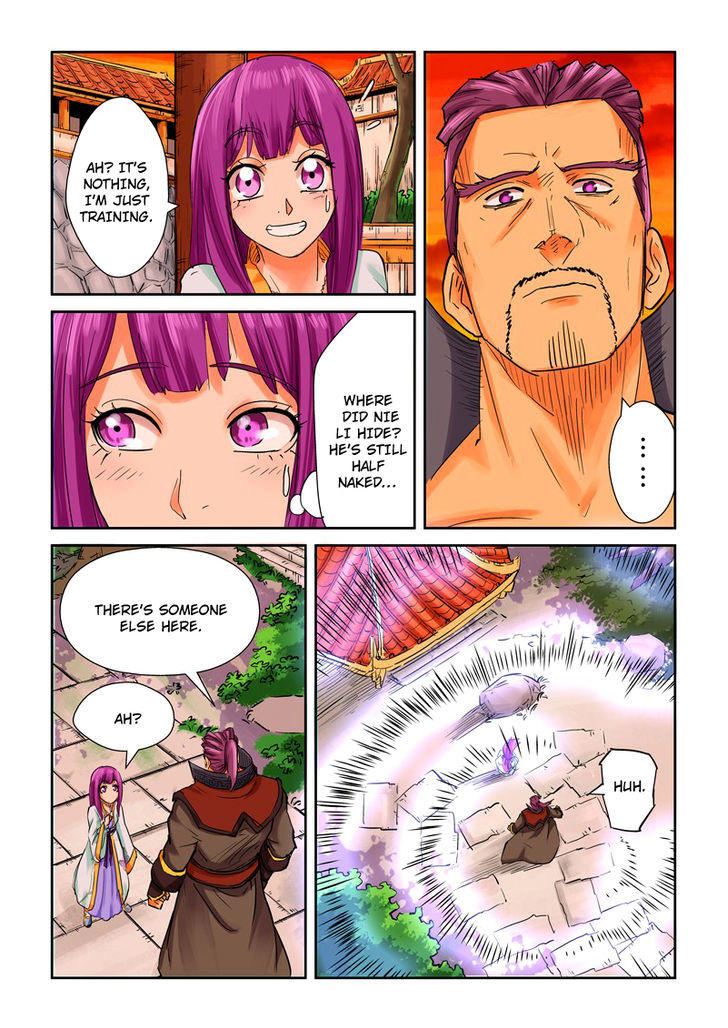 AH? IT'S
NOTHING,
I'M JUST
TRAINING.
......
WHERE
DID NIE
LI HIDE?
HE'S STILL
HALF
NAKED...
THERE'S SOMEONE
ELSE HERE.
AH?
HUH.